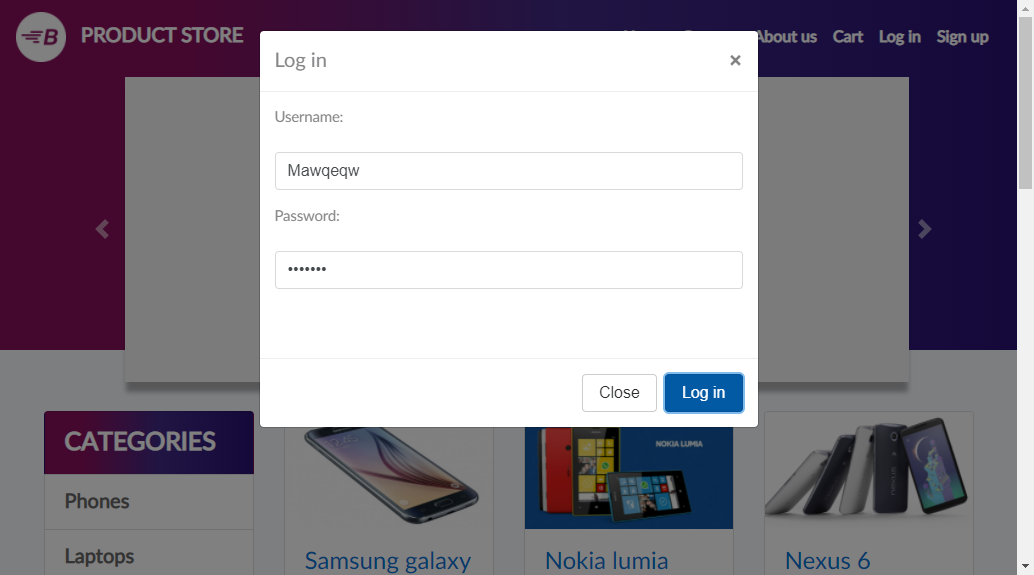 PRODUCT STORE
About us Cart Log in Sign up
Log in
×
Username:
Mawqeqw
Password:
•••••••
Close Log in
CATEGORIES
Phones
Laptops
NOKIA LUMIA
Samsung galaxy
Nokia lumia
Nexus 6